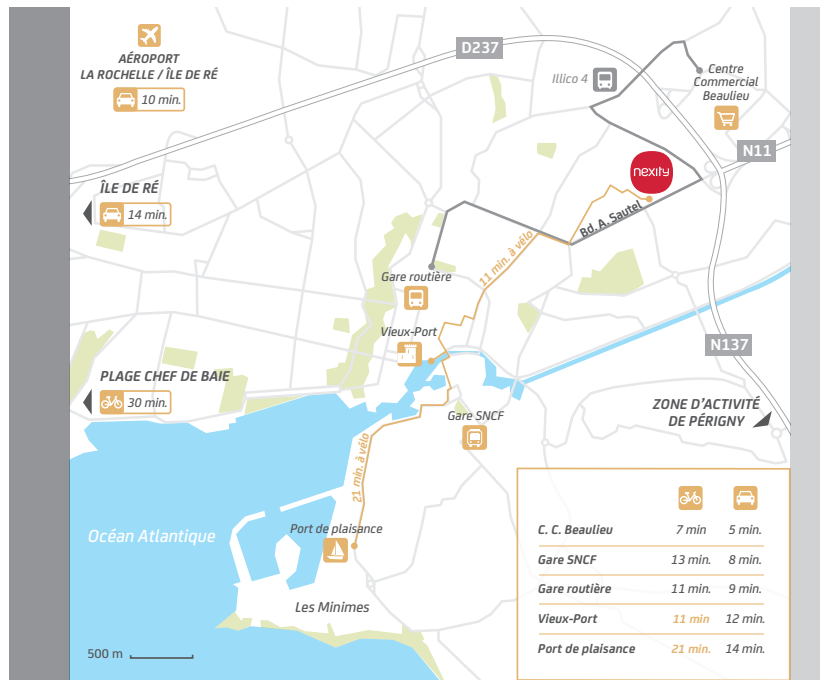 AÉROPORT
LA ROCHELLE / ÎLE DE RÉ
10 min.
D237
Illico 4
Centre
Commercial
Beaulieu
N11
nexity
ÎLE DE RÉ
14 min.
Bd. A. Sautel
11 min. à vélo
Gare routière
Vieux-Port
N137
PLAGE CHEF DE BAIE
30 min.
Gare SNCF
ZONE D'ACTIVITÉ
DE PÉRIGNY
21 min. à vélo
Océan Atlantique
Port de plaisance
Les Minimes
500 m
C. C. Beaulieu 7 min 5 min.
Gare SNCF 13 min. 8 min.
Gare routière 11 min. 9 min.
Vieux-Port 11 min 12 min.
Port de plaisance 21 min. 14 min.